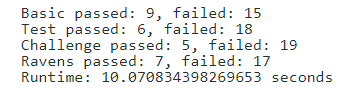 Basic passed: 9, failed: 15
Test passed: 6, failed: 18
Challenge passed: 5, failed: 19
Ravens passed: 7, failed: 17
Runtime: 10.070834398269653 seconds